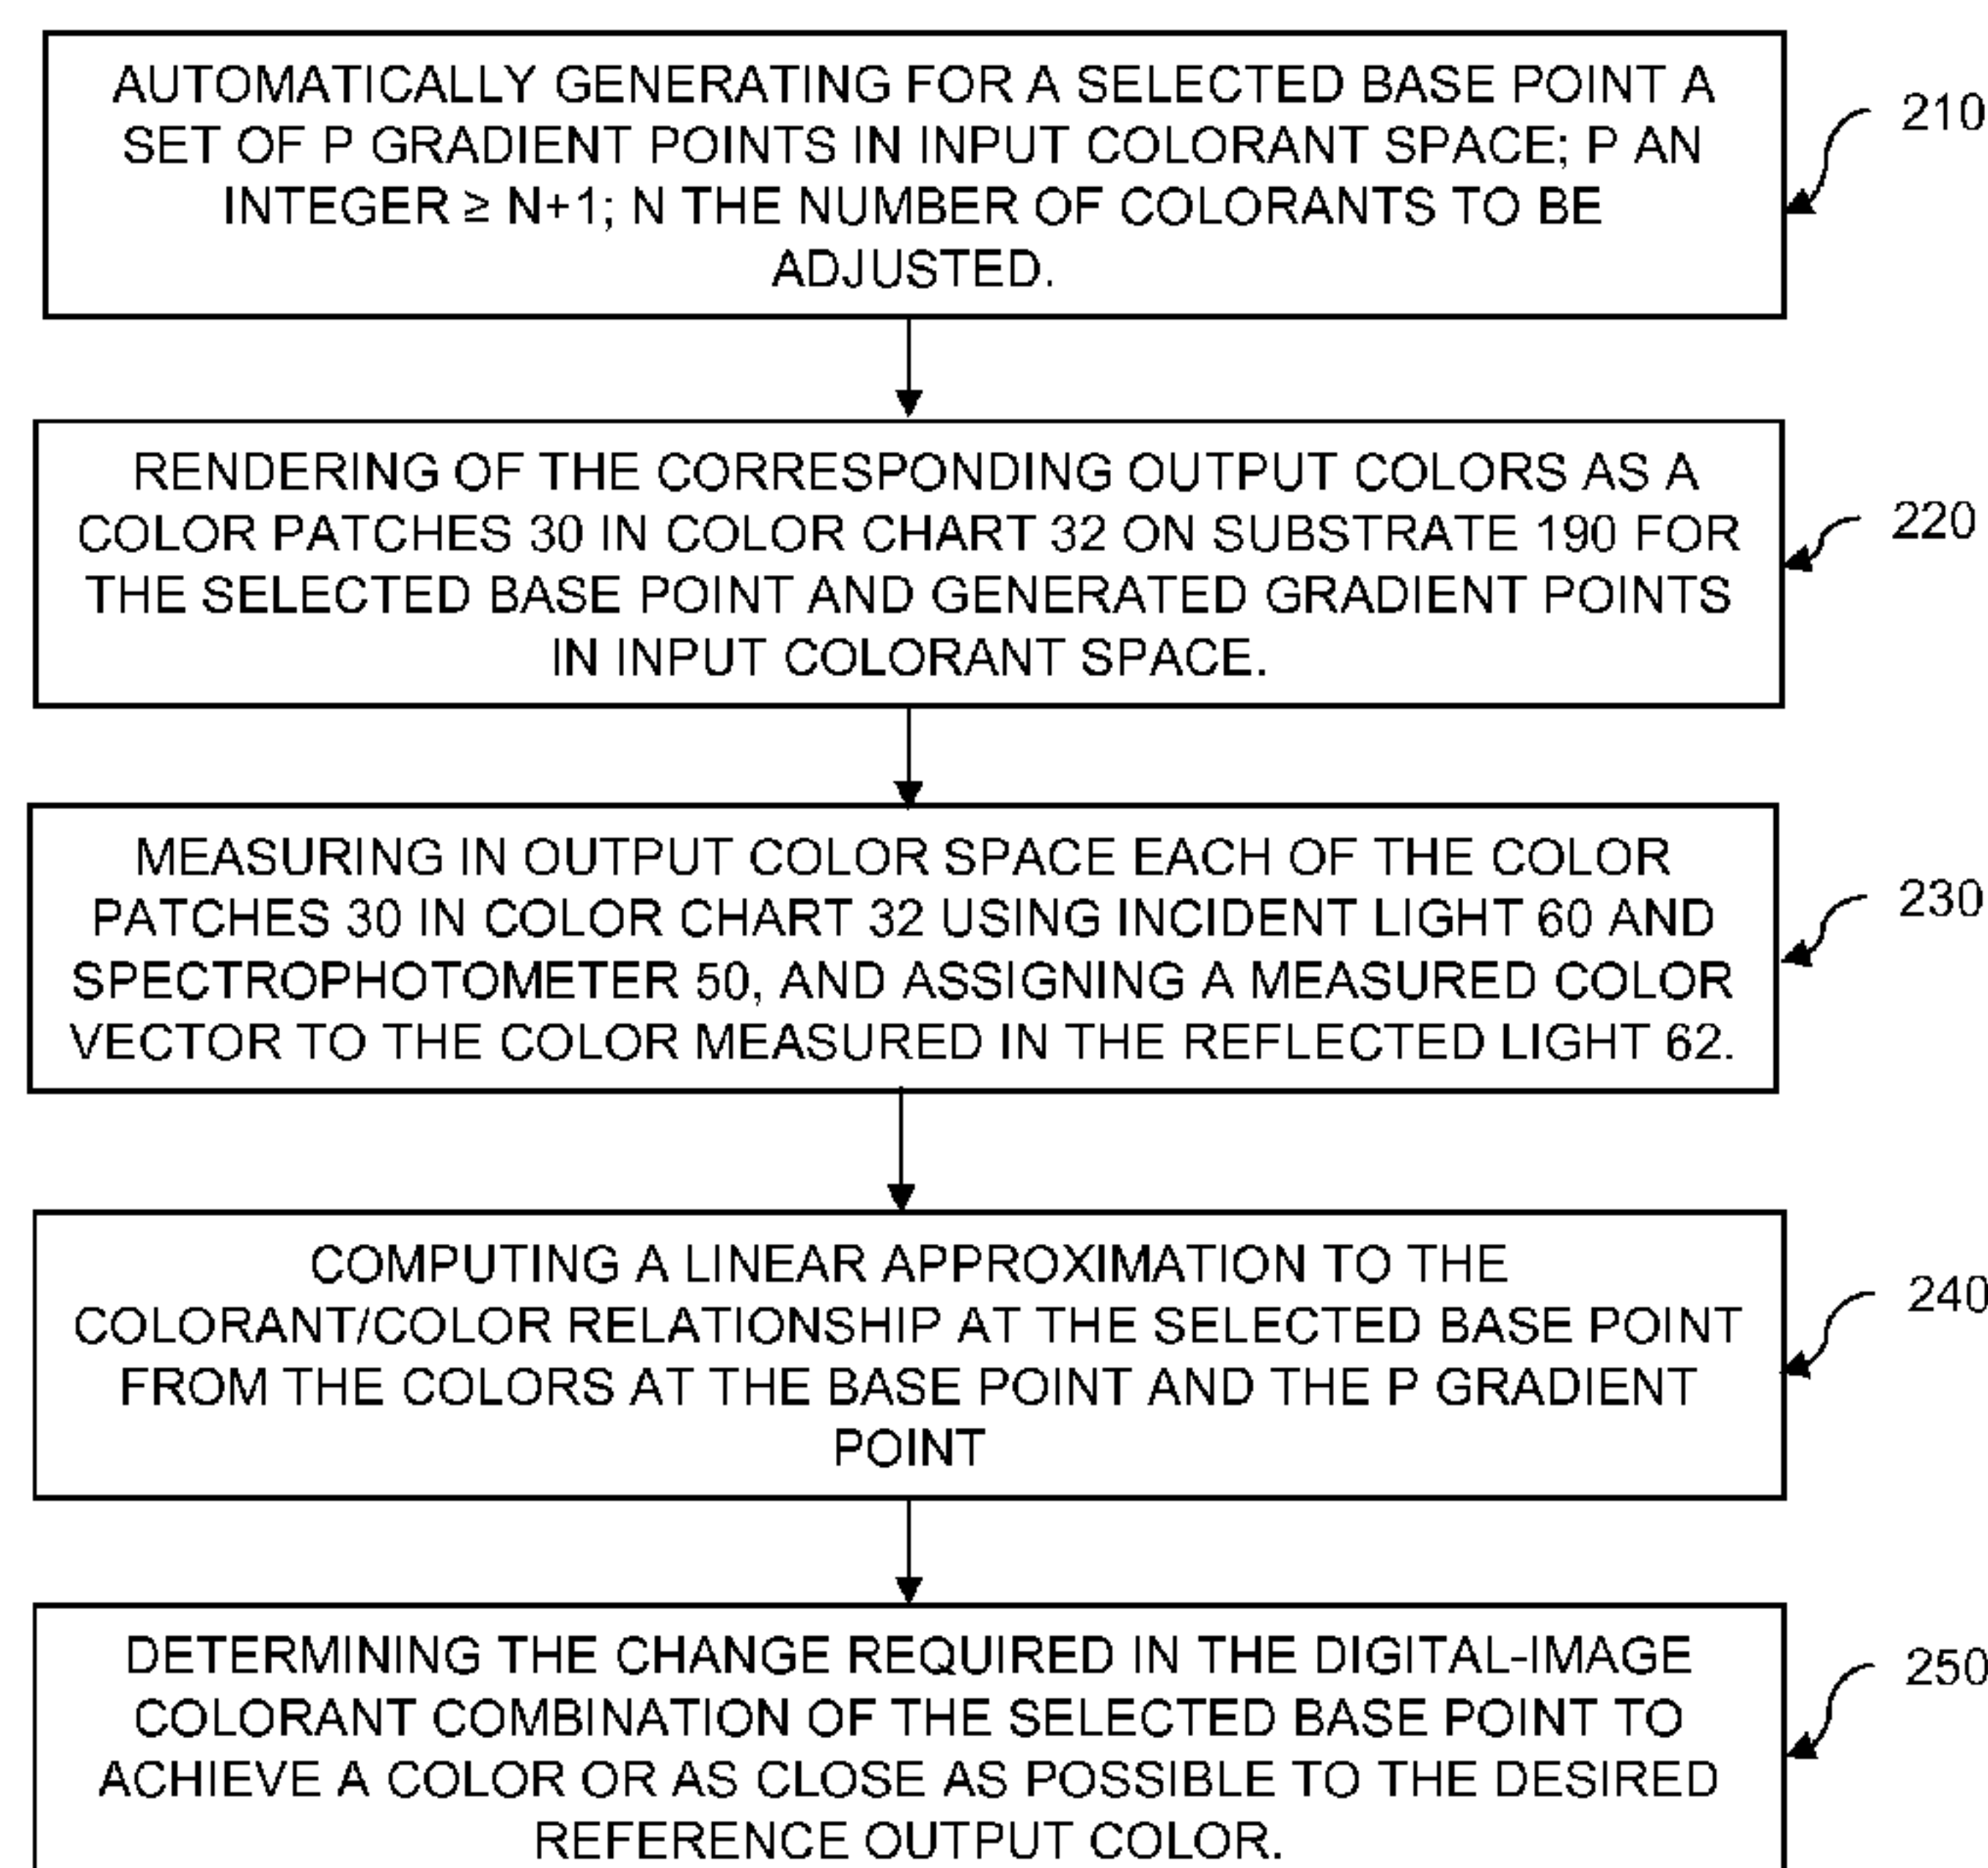 AUTOMATICALLY GENERATING FOR A SELECTED BASE POINT A
SET OF P GRADIENT POINTS IN INPUT COLORANT SPACE; P AN
INTEGER ≥ N+1; N THE NUMBER OF COLORANTS TO BE
ADJUSTED.
210
RENDERING OF THE CORRESPONDING OUTPUT COLORS AS A
COLOR PATCHES 30 IN COLOR CHART 32 ON SUBSTRATE 190 FOR
THE SELECTED BASE POINT AND GENERATED GRADIENT POINTS
IN INPUT COLORANT SPACE.
220
MEASURING IN OUTPUT COLOR SPACE EACH OF THE COLOR
PATCHES 30 IN COLOR CHART 32 USING INCIDENT LIGHT 60 AND
SPECTROPHOTOMETER 50, AND ASSIGNING A MEASURED COLOR
VECTOR TO THE COLOR MEASURED IN THE REFLECTED LIGHT 62.
230
COMPUTING A LINEAR APPROXIMATION TO THE
COLORANT/COLOR RELATIONSHIP AT THE SELECTED BASE POINT
FROM THE COLORS AT THE BASE POINT AND THE P GRADIENT
POINT
240
DETERMINING THE CHANGE REQUIRED IN THE DIGITAL-IMAGE
COLORANT COMBINATION OF THE SELECTED BASE POINT TO
ACHIEVE A COLOR OR AS CLOSE AS POSSIBLE TO THE DESIRED
REFERENCE OUTPUT COLOR.
250